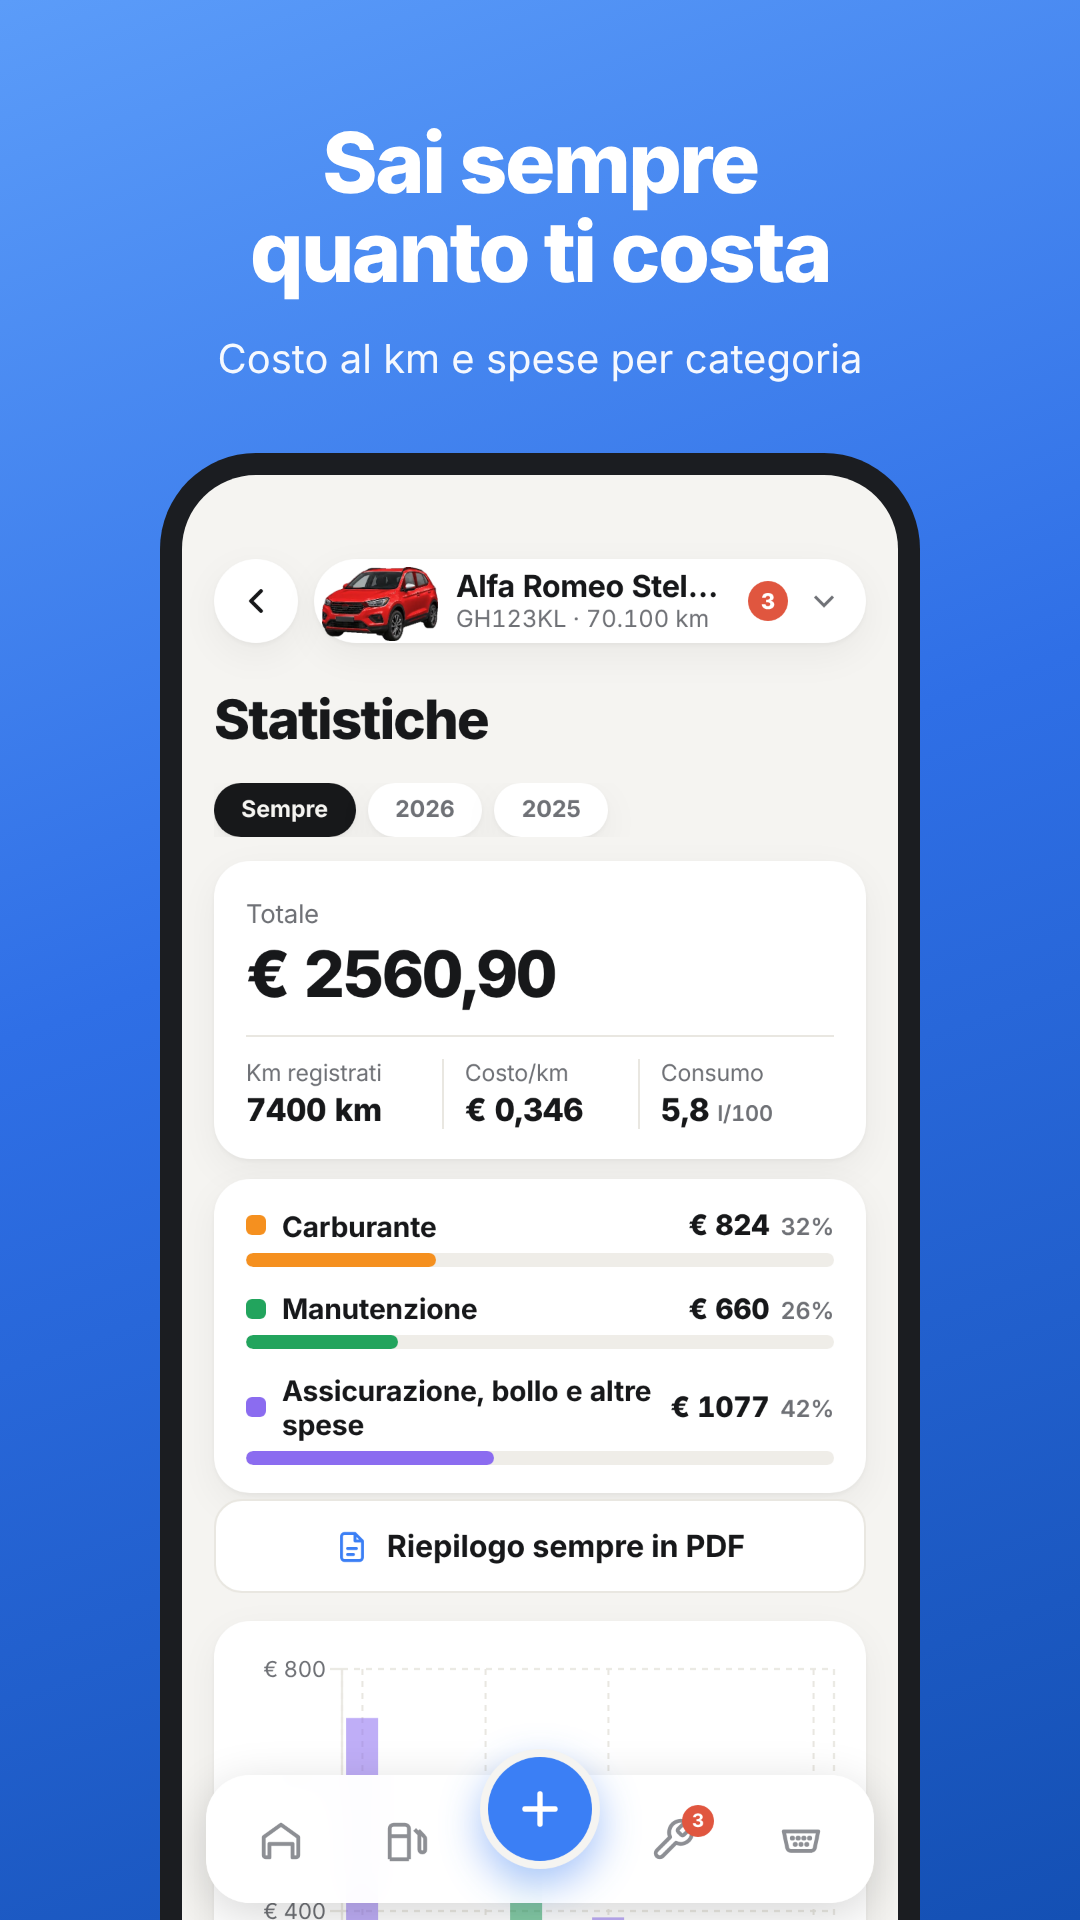 Sai sempre
quanto ti costa
Costo al km e spese per categoria
Alfa Romeo Stel...
GH123KL · 70.100 km
3
Statistiche
Sempre
2026
2025
Totale
€ 2560,90
Km registrati
Costo/km
Consumo
7400 km
€ 0,346
5,8 l/100
Carburante
€ 824 32%
Manutenzione
€ 660 26%
Assicurazione, bollo e altre
spese
€ 1077 42%
Riepilogo sempre in PDF
€ 800
3
€ 400